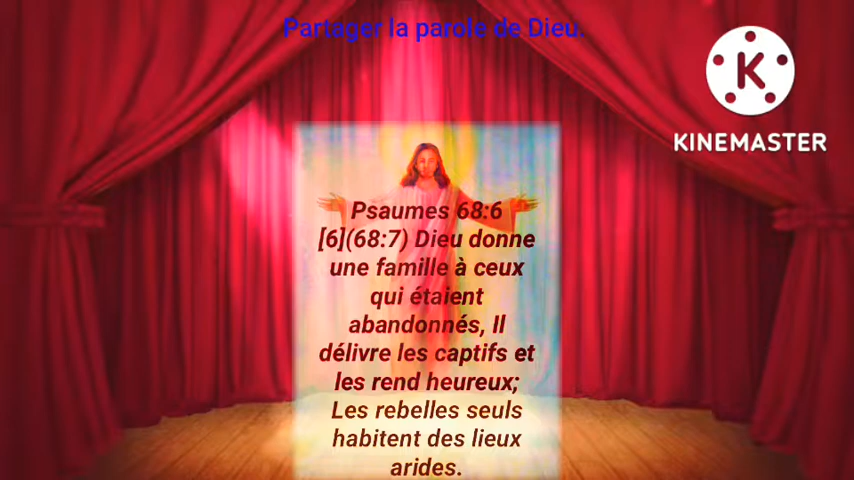 Partager la parole de Dieu.
K
KINEMASTER
Psaumes 68:6
[6](68:7) Dieu donne
une famille à ceux
qui étaient
abandonnés, Il
délivre les captifs et
les rend heureux;
Les rebelles seuls
habitent des lieux
arides.